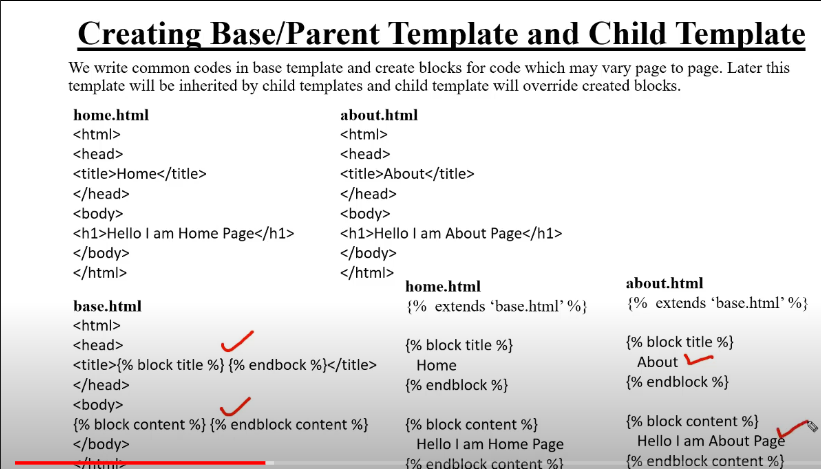 Creating Base/Parent Template and Child Template
We write common codes in base template and create blocks for code which may vary page to page. Later this
template will be inherited by child templates and child template will override created blocks.
home.html
<html>
<head>
<title>Home</title>
</head>
<body>
<h1>Hello I am Home Page</h1>
</body>
</html>
about.html
<html>
<head>
<title>About</title>
</head>
<body>
<h1>Hello I am About Page</h1>
</body>
</html>
base.html
<html>
<head>
<title>{% block title %} {% endbock %}</title>
</head>
<body>
{% block content %} {% endblock content %}
</body>
</html>
home.html
{% extends ‘base.html’ %}
{% block title %}
Home
{% endblock %}
{% block content %}
Hello I am Home Page
{% endblock content %}
about.html
{% extends ‘base.html’ %}
{% block title %}
About
{% endblock %}
{% block content %}
Hello I am About Page
{% endblock content %}